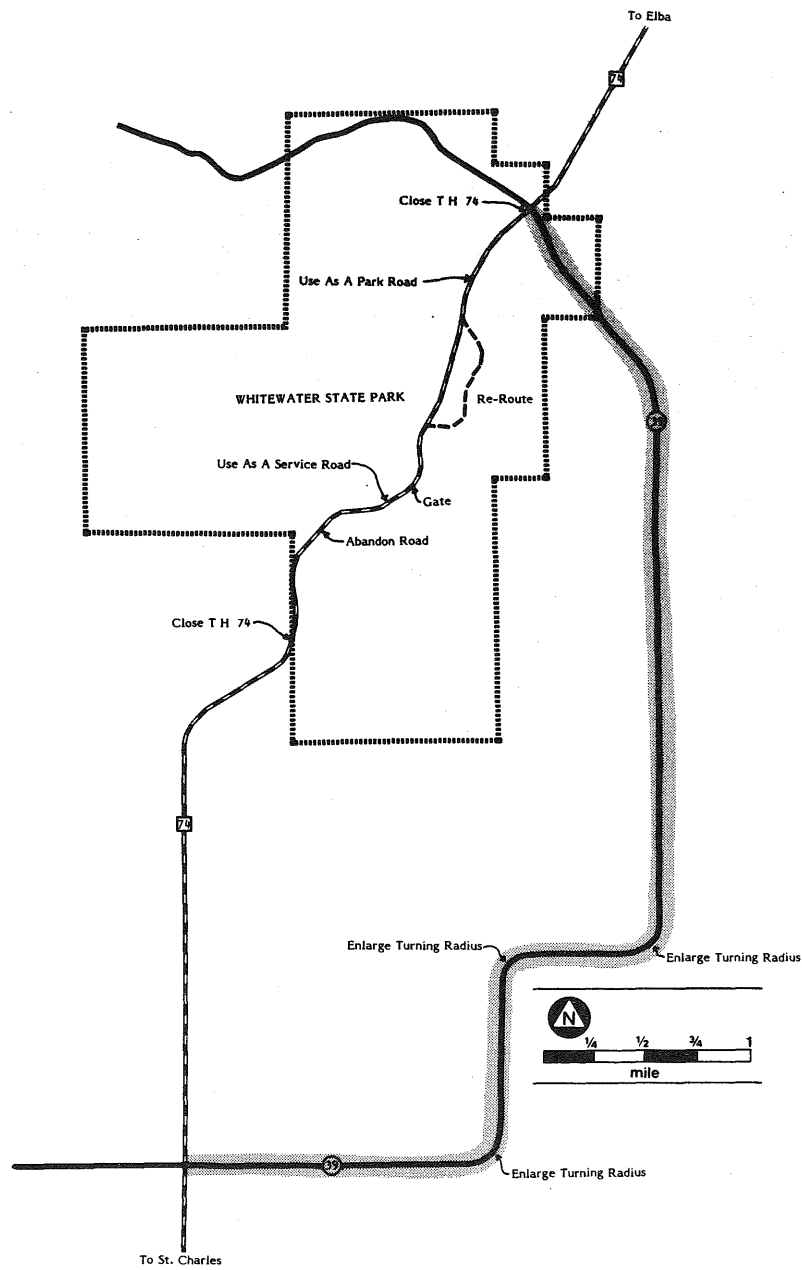 To Elba
74
Close T H 74
Use As A Park Road
WHITEWATER STATE PARK
Re-Route
39
Use As A Service Road
Gate
Abandon Road
Close T H 74
74
Enlarge Turning Radius
Enlarge Turning Radius
N
¼ ½ ¾ 1
mile
39
Enlarge Turning Radius
To St. Charles